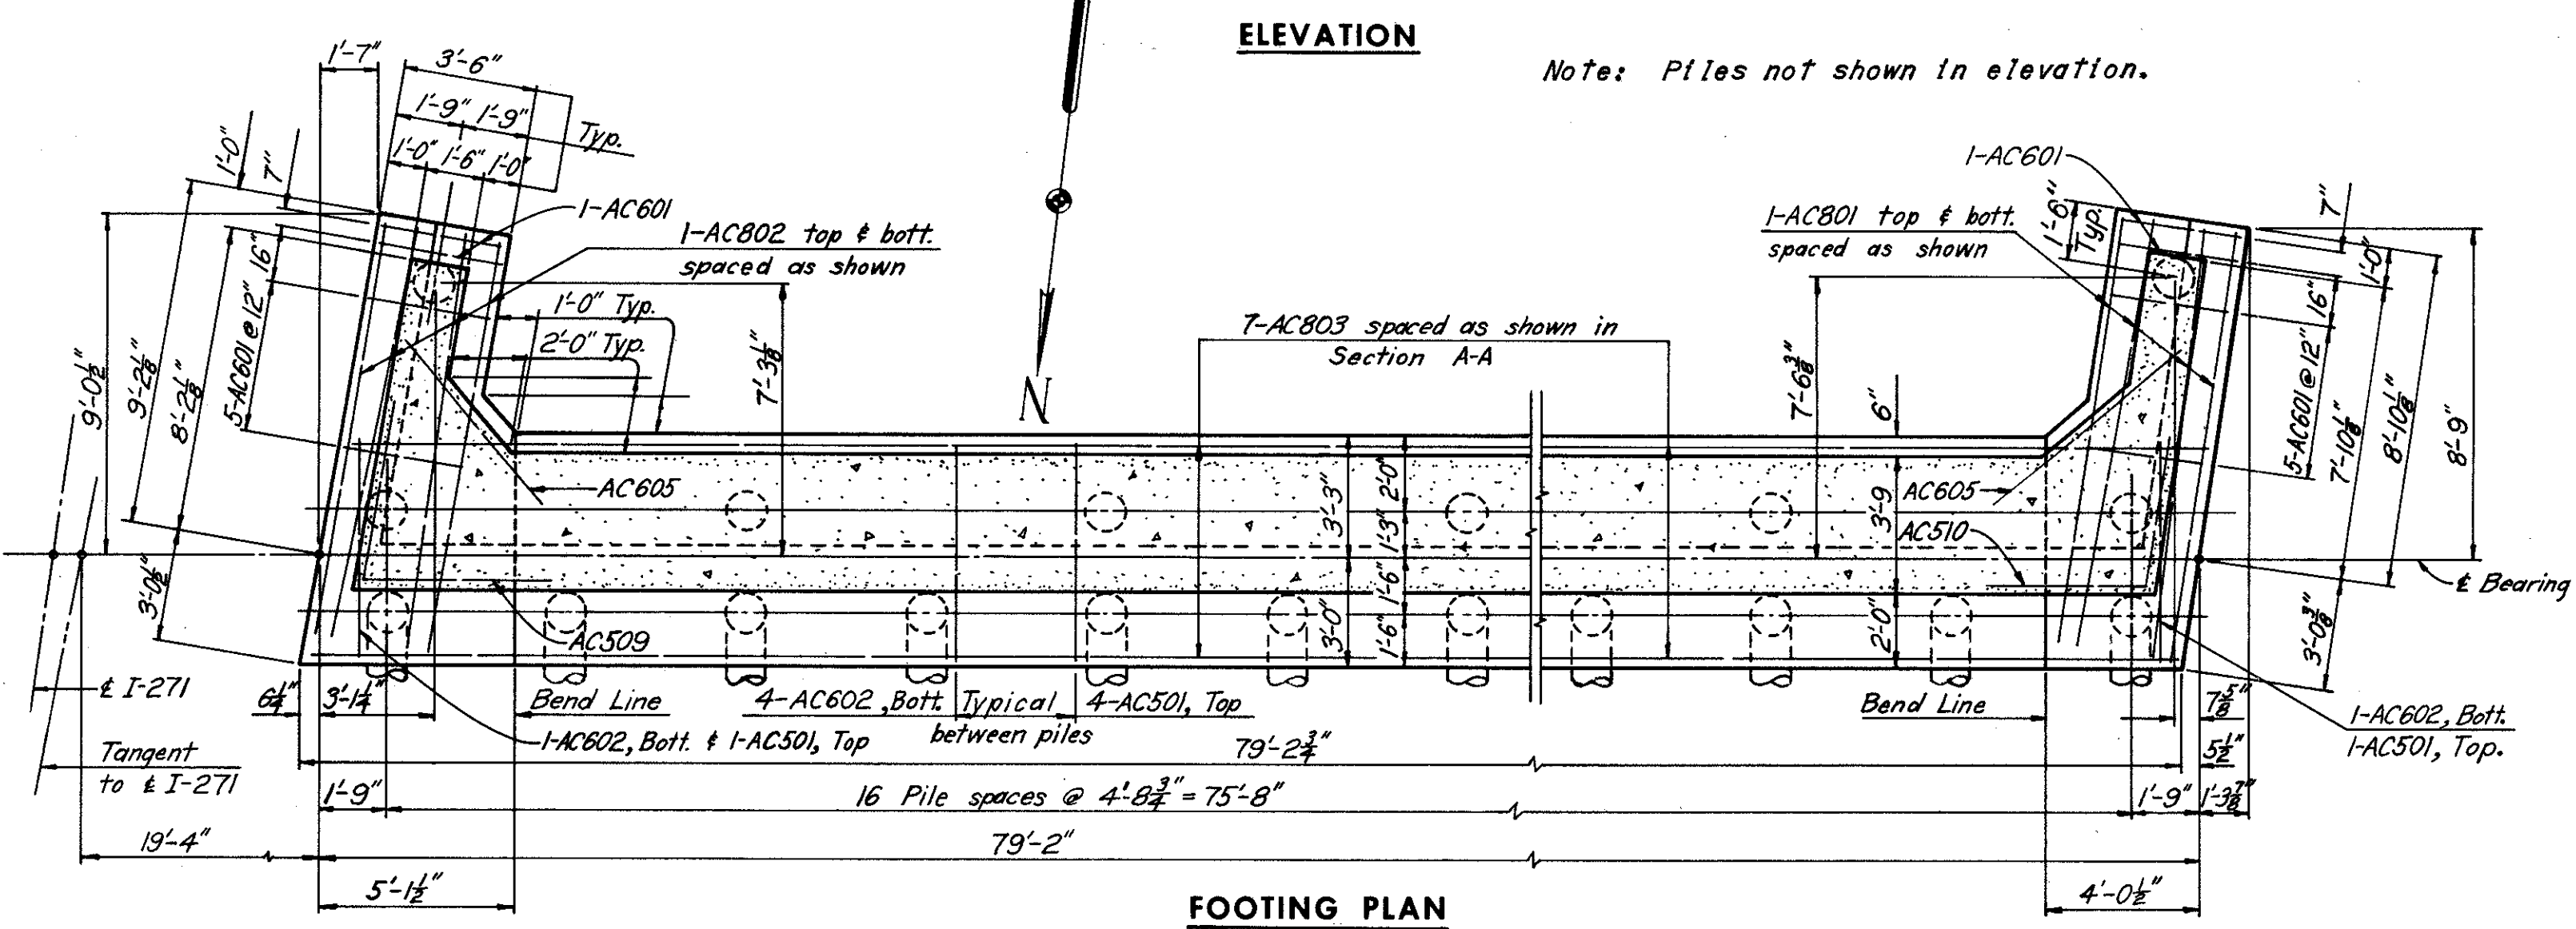 ELEVATION
Note: Piles not shown in elevation.
1'-7"
3'-6"
1'-9" 1'-9"
Typ.
1'-0" 1'-6" 1'-0"
1'-0"
7"
1-AC601
1-AC802 top & bott.
spaced as shown
16"
5-AC601 @ 12"
9'-0 1/2"
9'-2 1/8"
8'-2 1/8"
3'-0 1/2"
1'-0" Typ.
2'-0" Typ.
7'-3 1/8"
N
7-AC803 spaced as shown in
Section A-A
1-AC601
1-AC801 top & bott.
spaced as shown
1'-6"
Typ.
7"
1'-0"
16"
5-AC601 @ 12"
7'-10 1/8"
8'-10 1/8"
8'-9"
7'-6 3/8"
6"
AC605
AC605
3'-3"
2'-0"
1'-3"
3'-9
AC510
AC509
3'-0"
1'-6"
1'-6"
2'-0"
℄ Bearing
3'-0 3/8"
℄ I-271
Tangent
to ℄ I-271
6 1/4"
3'-1 1/4"
Bend Line
4-AC602, Bott. Typical 4-AC501, Top
between piles
1-AC602, Bott. & 1-AC501, Top
Bend Line
7 5/8"
5 1/2"
1-AC602, Bott.
1-AC501, Top.
79'-2 3/4"
1'-9"
16 Pile spaces @ 4'-8 3/4" = 75'-8"
1'-9"
1'-3 7/8"
19'-4"
79'-2"
5'-1 1/2"
4'-0 1/2"
FOOTING PLAN